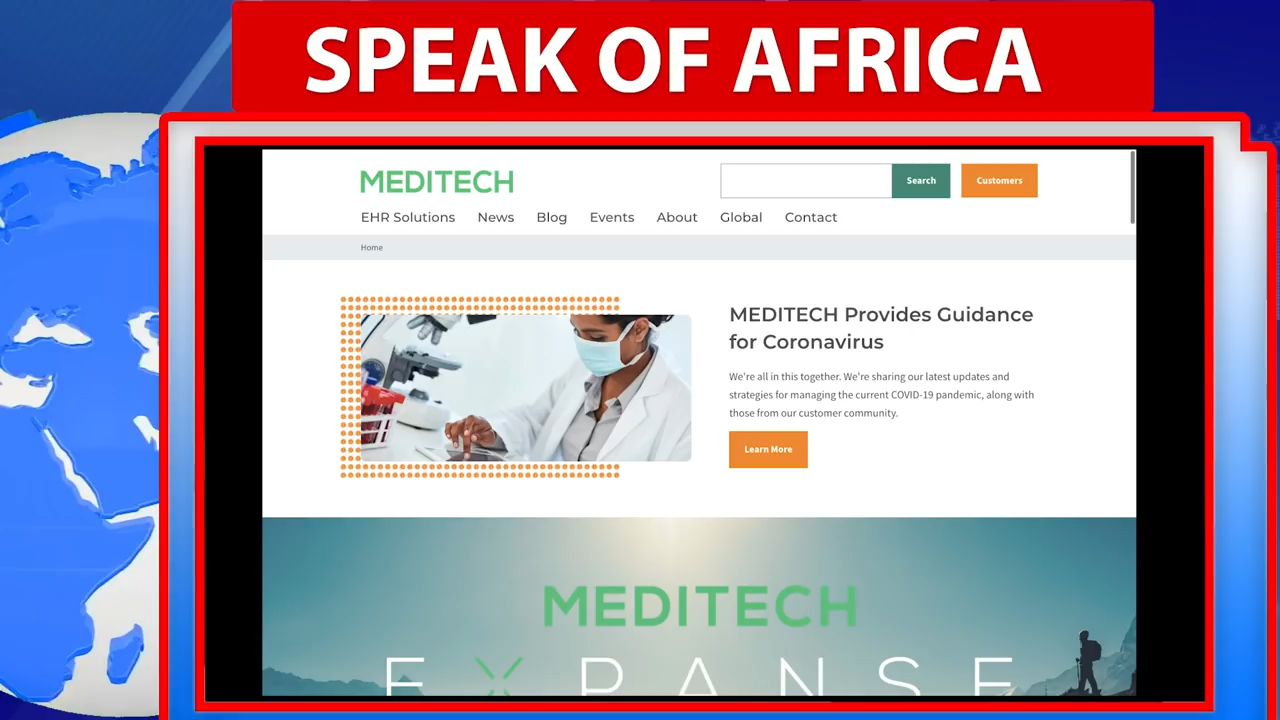 SPEAK OF AFRICA
MEDITECH
Search
Customers
EHR Solutions News Blog Events About Global Contact
Home
MEDITECH Provides Guidance
for Coronavirus
We're all in this together. We're sharing our latest updates and
strategies for managing the current COVID-19 pandemic, along with
those from our customer community.
Learn More
MEDITECH
EXPANSE